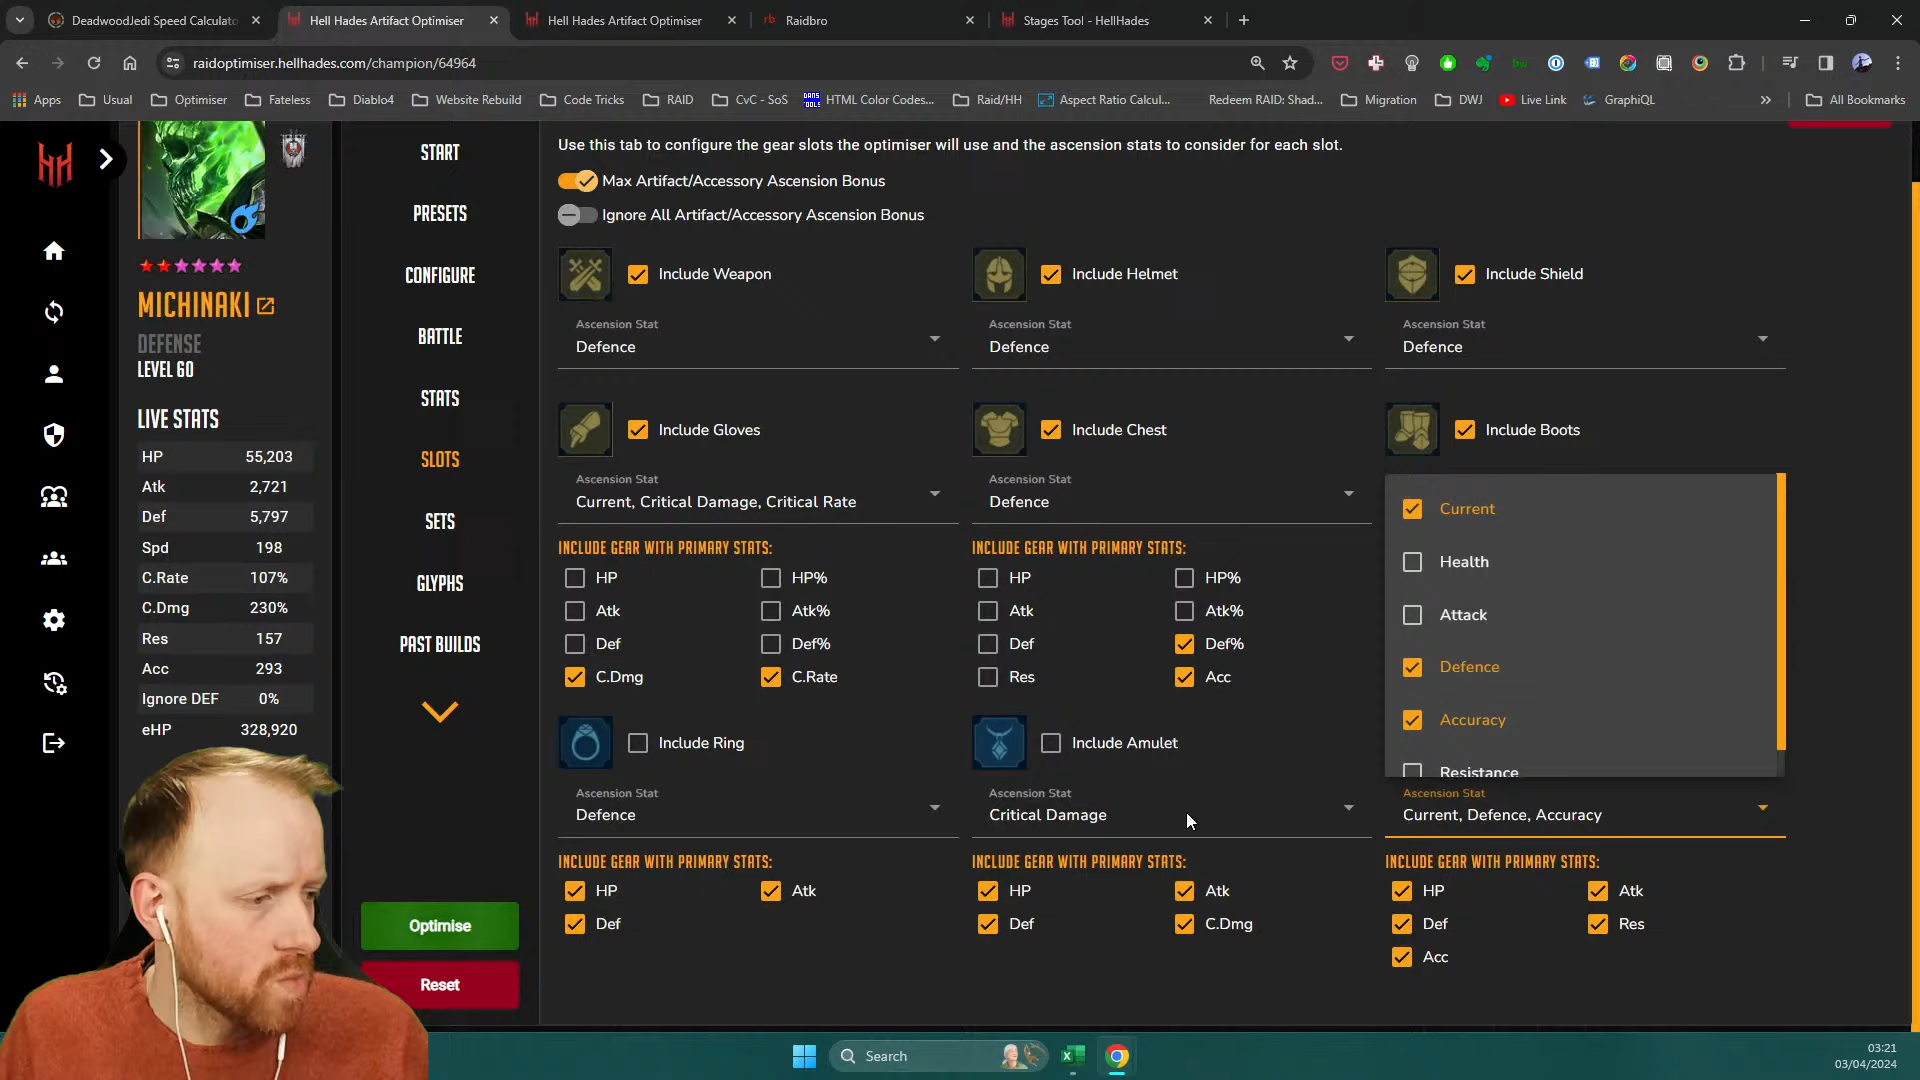 DeadwoodJedi Speed Calculato
Hell Hades Artifact Optimiser
Hell Hades Artifact Optimiser
Raidbro
Stages Tool - HellHades
raidoptimiser.hellhades.com/champion/64964
Apps
Usual
Optimiser
Fateless
Diablo4
Website Rebuild
Code Tricks
RAID
CvC - SoS
HTML Color Codes...
Raid/HH
Aspect Ratio Calcul...
Redeem RAID: Shad...
Migration
DWJ
Live Link
GraphiQL
All Bookmarks
MICHINAKI
DEFENSE
LEVEL 60
LIVE STATS
HP 55,203
Atk 2,721
Def 5,797
Spd 198
C.Rate 107%
C.Dmg 230%
Res 157
Acc 293
Ignore DEF 0%
eHP 328,920
START
PRESETS
CONFIGURE
BATTLE
STATS
SLOTS
SETS
GLYPHS
PAST BUILDS
Optimise
Reset
Use this tab to configure the gear slots the optimiser will use and the ascension stats to consider for each slot.
Max Artifact/Accessory Ascension Bonus
Ignore All Artifact/Accessory Ascension Bonus
Include Weapon
Ascension Stat
Defence
Include Helmet
Ascension Stat
Defence
Include Shield
Ascension Stat
Defence
Include Gloves
Ascension Stat
Current, Critical Damage, Critical Rate
INCLUDE GEAR WITH PRIMARY STATS:
HP HP%
Atk Atk%
Def Def%
C.Dmg C.Rate
Include Chest
Ascension Stat
Defence
INCLUDE GEAR WITH PRIMARY STATS:
HP HP%
Atk Atk%
Def Def%
Res Acc
Include Boots
Current
Health
Attack
Defence
Accuracy
Resistance
Include Ring
Ascension Stat
Defence
INCLUDE GEAR WITH PRIMARY STATS:
HP Atk
Def
Include Amulet
Ascension Stat
Critical Damage
INCLUDE GEAR WITH PRIMARY STATS:
HP Atk
Def C.Dmg
Ascension Stat
Current, Defence, Accuracy
INCLUDE GEAR WITH PRIMARY STATS:
HP Atk
Def Res
Acc
Search
03:21
03/04/2024